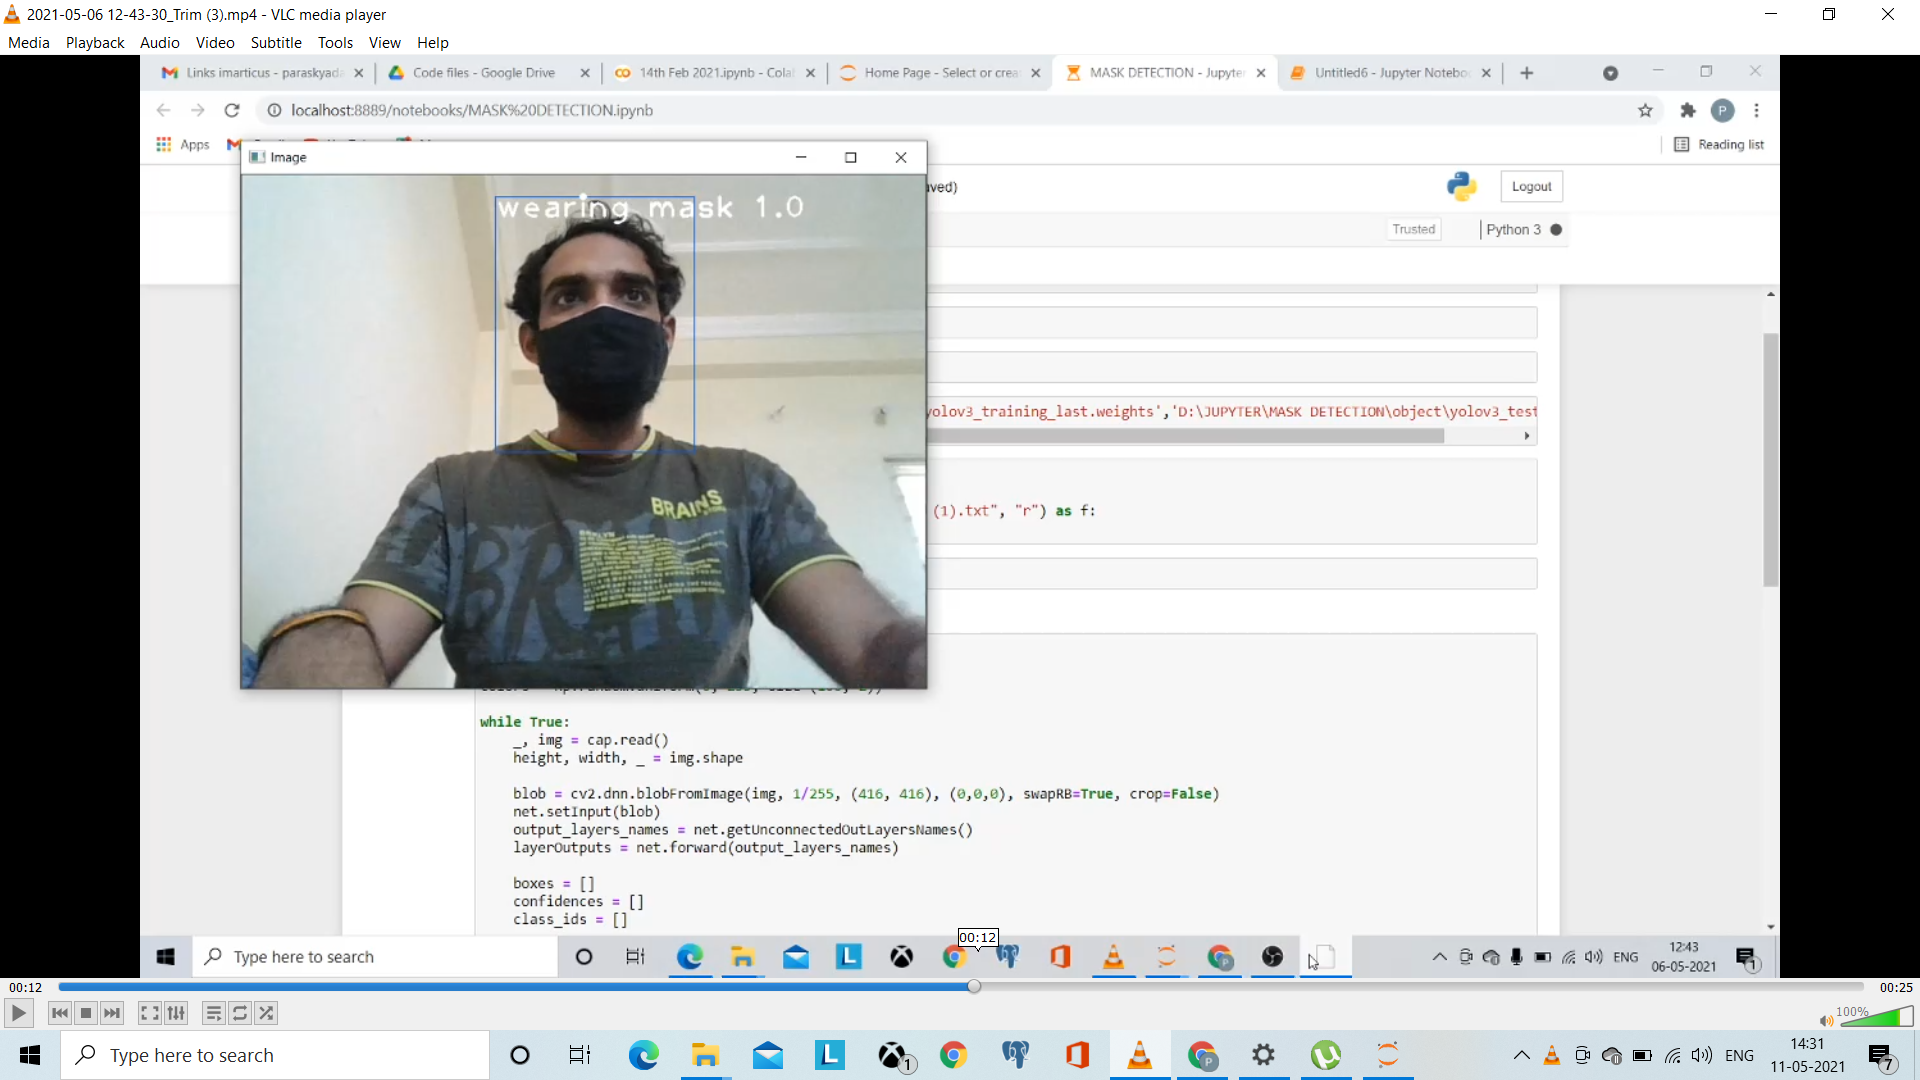 2021-05-06 12-43-30_Trim (3).mp4 - VLC media player
Media Playback Audio Video Subtitle Tools View Help
Links imarticus - paraskyada
Code files - Google Drive
14th Feb 2021.ipynb - Cola
Home Page - Select or crea
MASK DETECTION - Jupyter
Untitled6 - Jupyter Notebo
localhost:8889/notebooks/MASK%20DETECTION.ipynb
P
Apps
Reading list
Image
wearing mask 1.0
BRAINS
aved)
Logout
Trusted
Python 3
yolov3_training_last.weights','D:\JUPYTER\MASK DETECTION\object\yolov3_test
(1).txt", "r") as f:
while True:
_, img = cap.read()
height, width, _ = img.shape
blob = cv2.dnn.blobFromImage(img, 1/255, (416, 416), (0,0,0), swapRB=True, crop=False)
net.setInput(blob)
output_layers_names = net.getUnconnectedOutLayersNames()
layerOutputs = net.forward(output_layers_names)
boxes = []
confidences = []
class_ids = []
00:12
Type here to search
L
ENG
12:43
06-05-2021
1
00:12
00:25
100%
Type here to search
L
1
P
ENG
14:31
11-05-2021
7